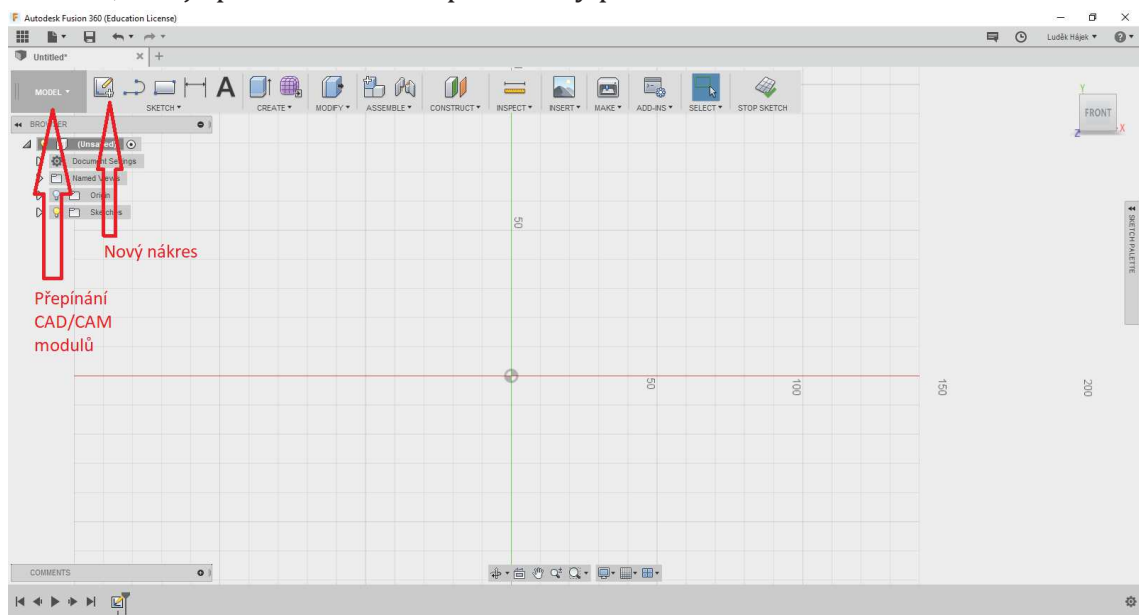 Autodesk Fusion 360 (Education License)
Luděk Hájek
Untitled*
MODEL
SKETCH
CREATE
MODIFY
ASSEMBLE
CONSTRUCT
INSPECT
INSERT
MAKE
ADD-INS
SELECT
STOP SKETCH
FRONT
Y
X
Z
BROWSER
(Unsaved)
Document Settings
Named Views
Origin
Sketches
SKETCH PALETTE
Nový nákres
Přepínání
CAD/CAM
modulů
50
50
100
150
200
COMMENTS